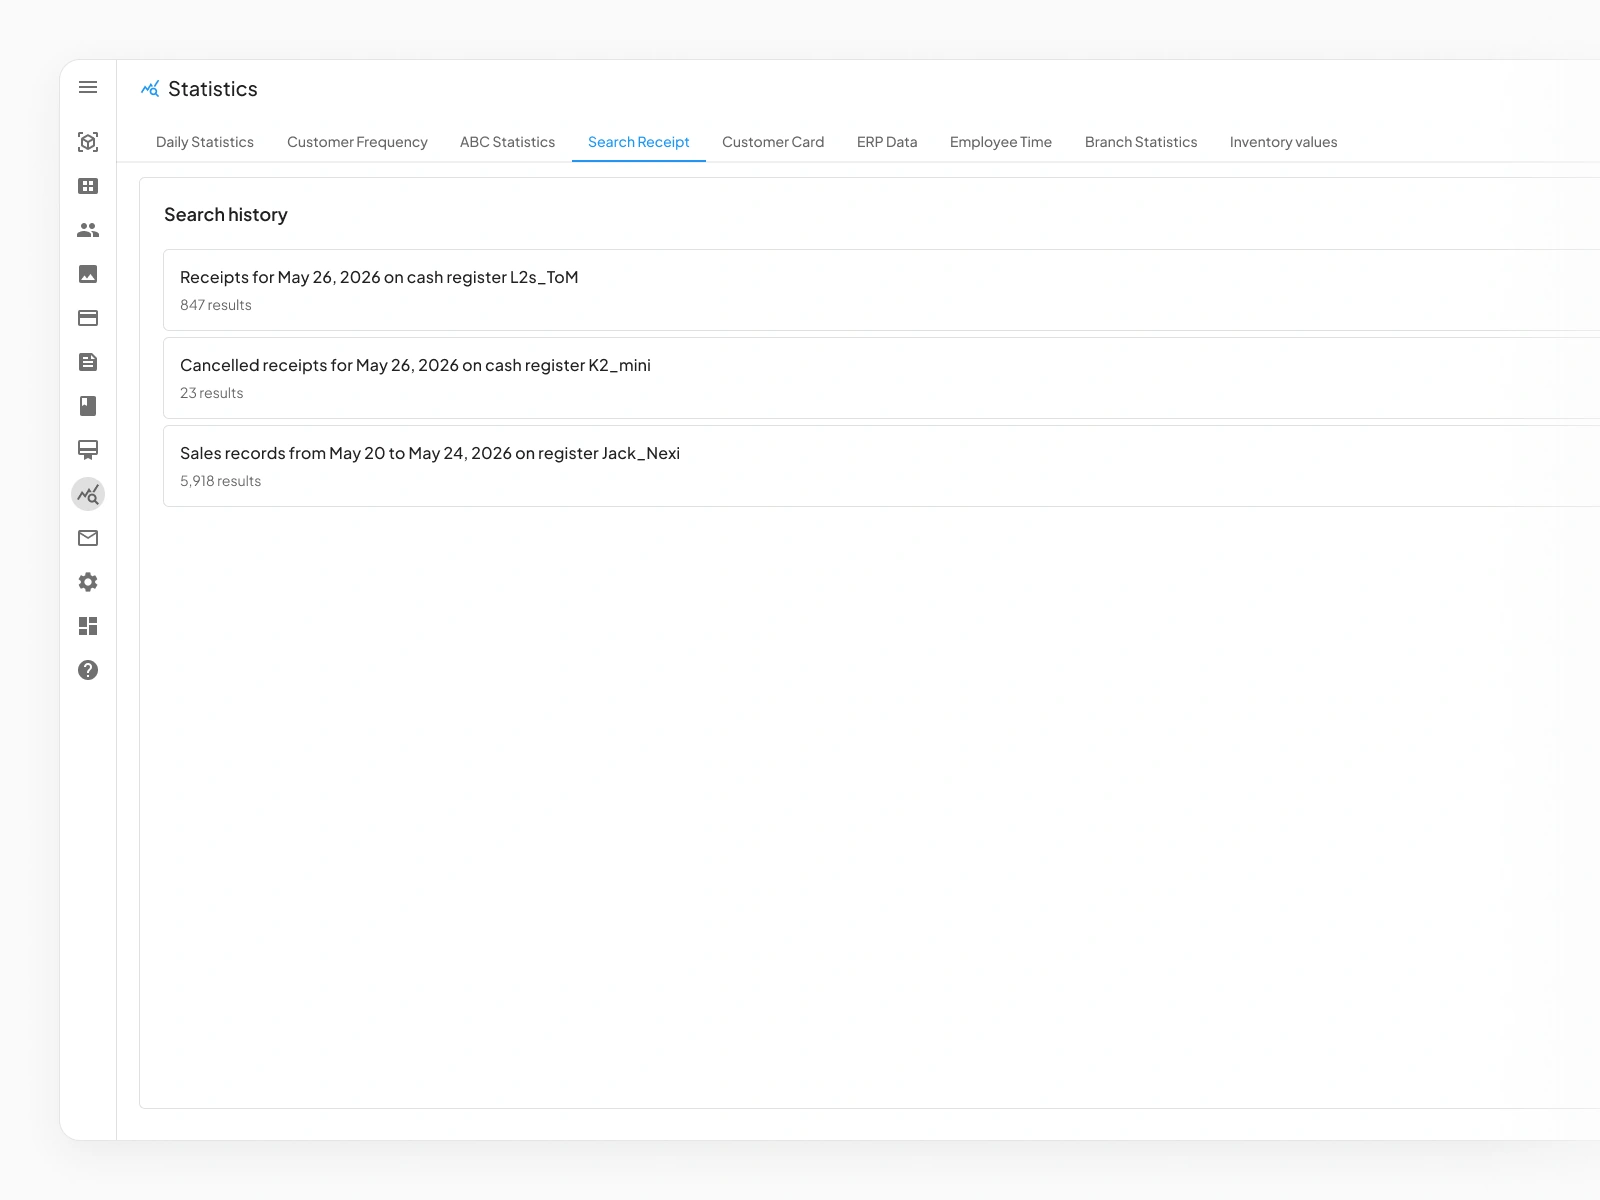 Statistics
Daily Statistics
Customer Frequency
ABC Statistics
Search Receipt
Customer Card
ERP Data
Employee Time
Branch Statistics
Inventory values
Search history
Receipts for May 26, 2026 on cash register L2s_ToM
847 results
Cancelled receipts for May 26, 2026 on cash register K2_mini
23 results
Sales records from May 20 to May 24, 2026 on register Jack_Nexi
5,918 results